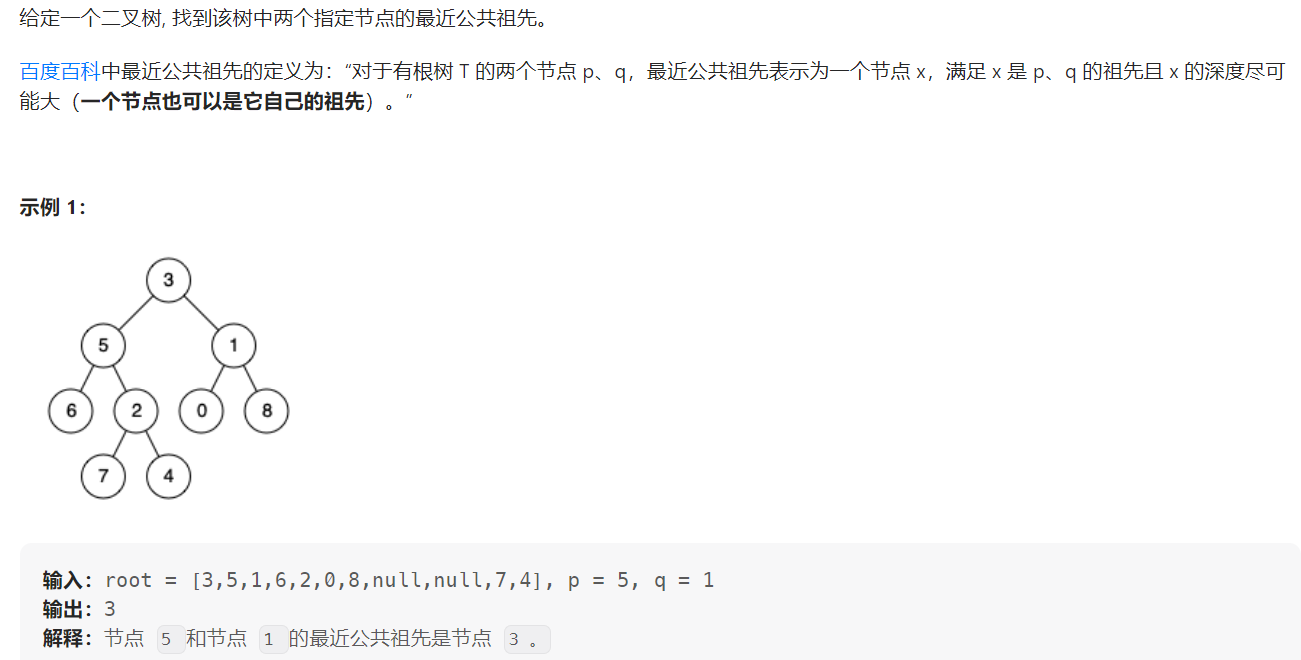 给定一个二叉树, 找到该树中两个指定节点的最近公共祖先。
百度百科中最近公共祖先的定义为：“对于有根树 T 的两个节点 p、q，最近公共祖先表示为一个节点 x，满足 x 是 p、q 的祖先且 x 的深度尽可
能大（一个节点也可以是它自己的祖先）。”
示例 1：
3
5 1
6 2 0 8
7 4
输入：root = [3,5,1,6,2,0,8,null,null,7,4], p = 5, q = 1
输出：3
解释：节点 5 和节点 1 的最近公共祖先是节点 3 。